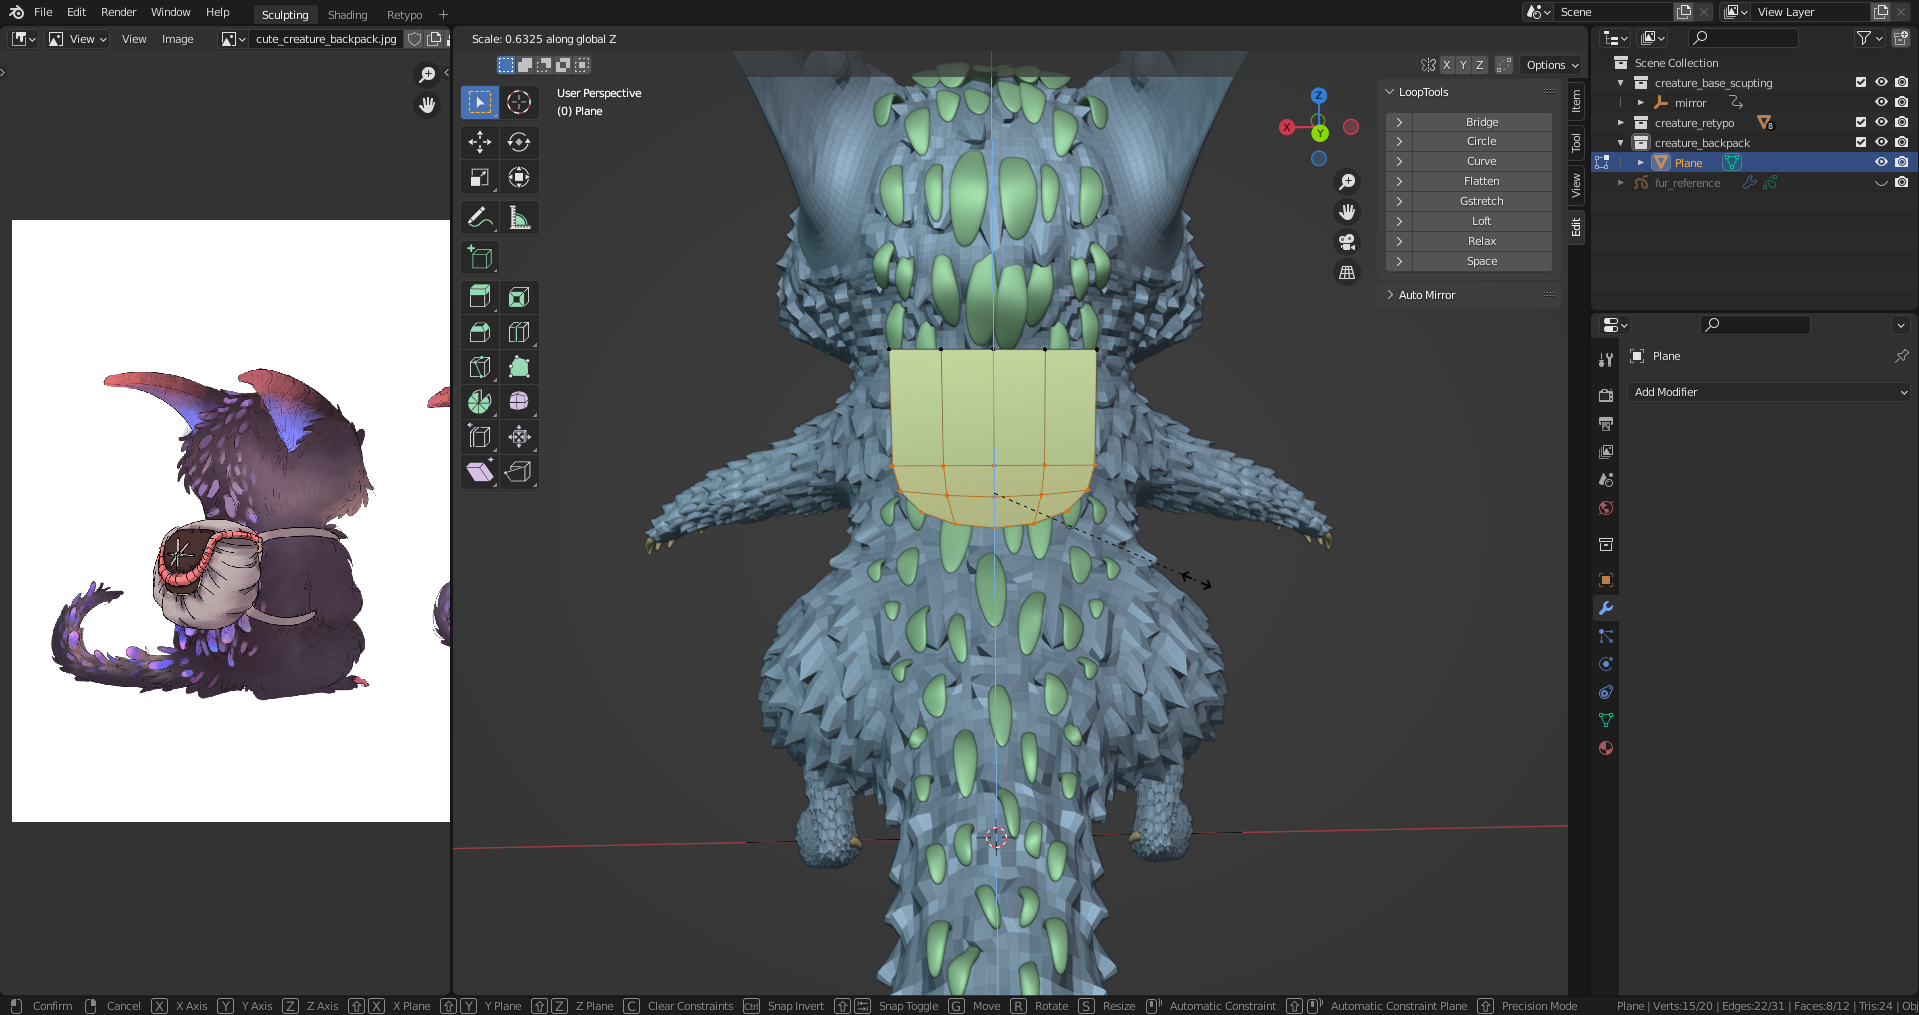 File Edit Render Window Help Sculpting Shading Retypo + Scene View Layer
View View Image cute_creature_backpack.jpg Scale: 0.6325 along global Z
X Y Z Options
User Perspective
(0) Plane
Z
X
Y
LoopTools
Bridge
Circle
Curve
Flatten
Gstretch
Loft
Relax
Space
Auto Mirror
Item
Tool
View
Edit
Scene Collection
creature_base_scupting
mirror
creature_retypo 8
creature_backpack
Plane
fur_reference
Plane
Add Modifier
Confirm Cancel X X Axis Y Y Axis Z Z Axis X X Plane Y Y Plane Z Z Plane C Clear Constraints Ctrl Snap Invert Snap Toggle G Move R Rotate S Resize Automatic Constraint Automatic Constraint Plane Precision Mode Plane | Verts:15/20 | Edges:22/31 | Faces:8/12 | Tris:24 | Obj